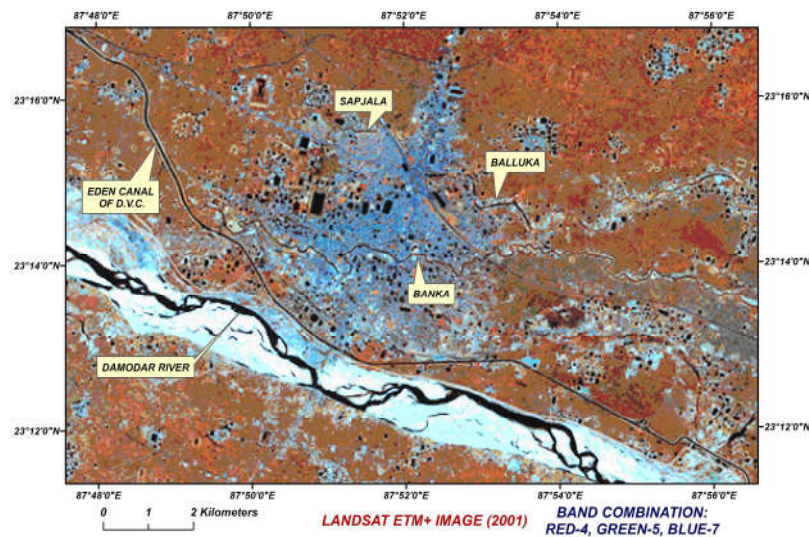 87°48'0"E 87°50'0"E 87°52'0"E 87°54'0"E 87°56'0"E
23°16'0"N 23°16'0"N
SAPJALA
BALLUKA
EDEN CANAL
OF D.V.C.
23°14'0"N 23°14'0"N
BANKA
DAMODAR RIVER
23°12'0"N 23°12'0"N
87°48'0"E 87°50'0"E 87°52'0"E 87°54'0"E 87°56'0"E
0 1 2 Kilometers
LANDSAT ETM+ IMAGE (2001)
BAND COMBINATION:
RED-4, GREEN-5, BLUE-7